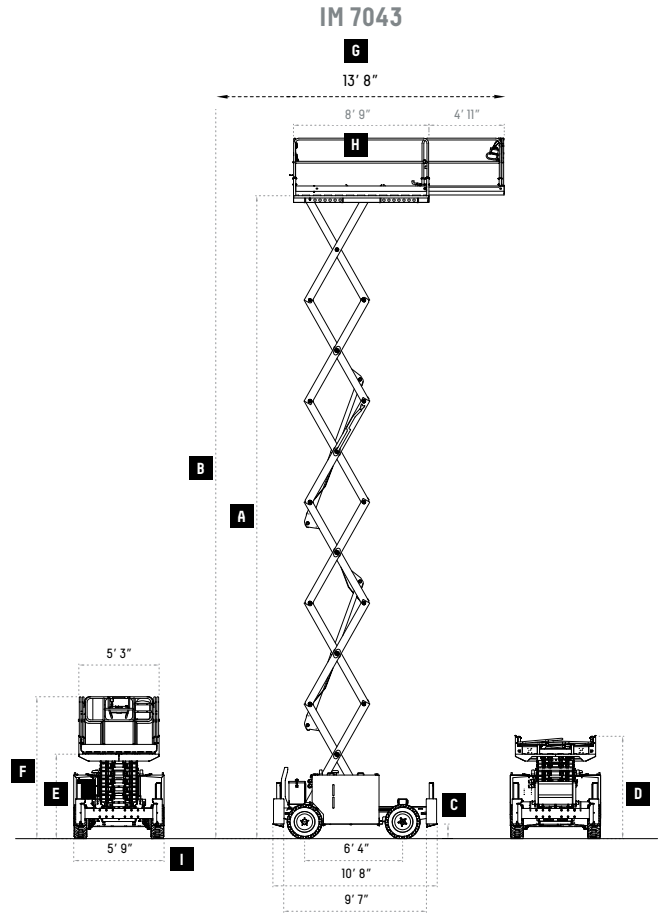 IM 7043
G
13′ 8″
8′ 9″
4′ 11″
H
B
A
5′ 3″
F
E
C
D
5′ 9″
I
6′ 4″
10′ 8″
9′ 7″